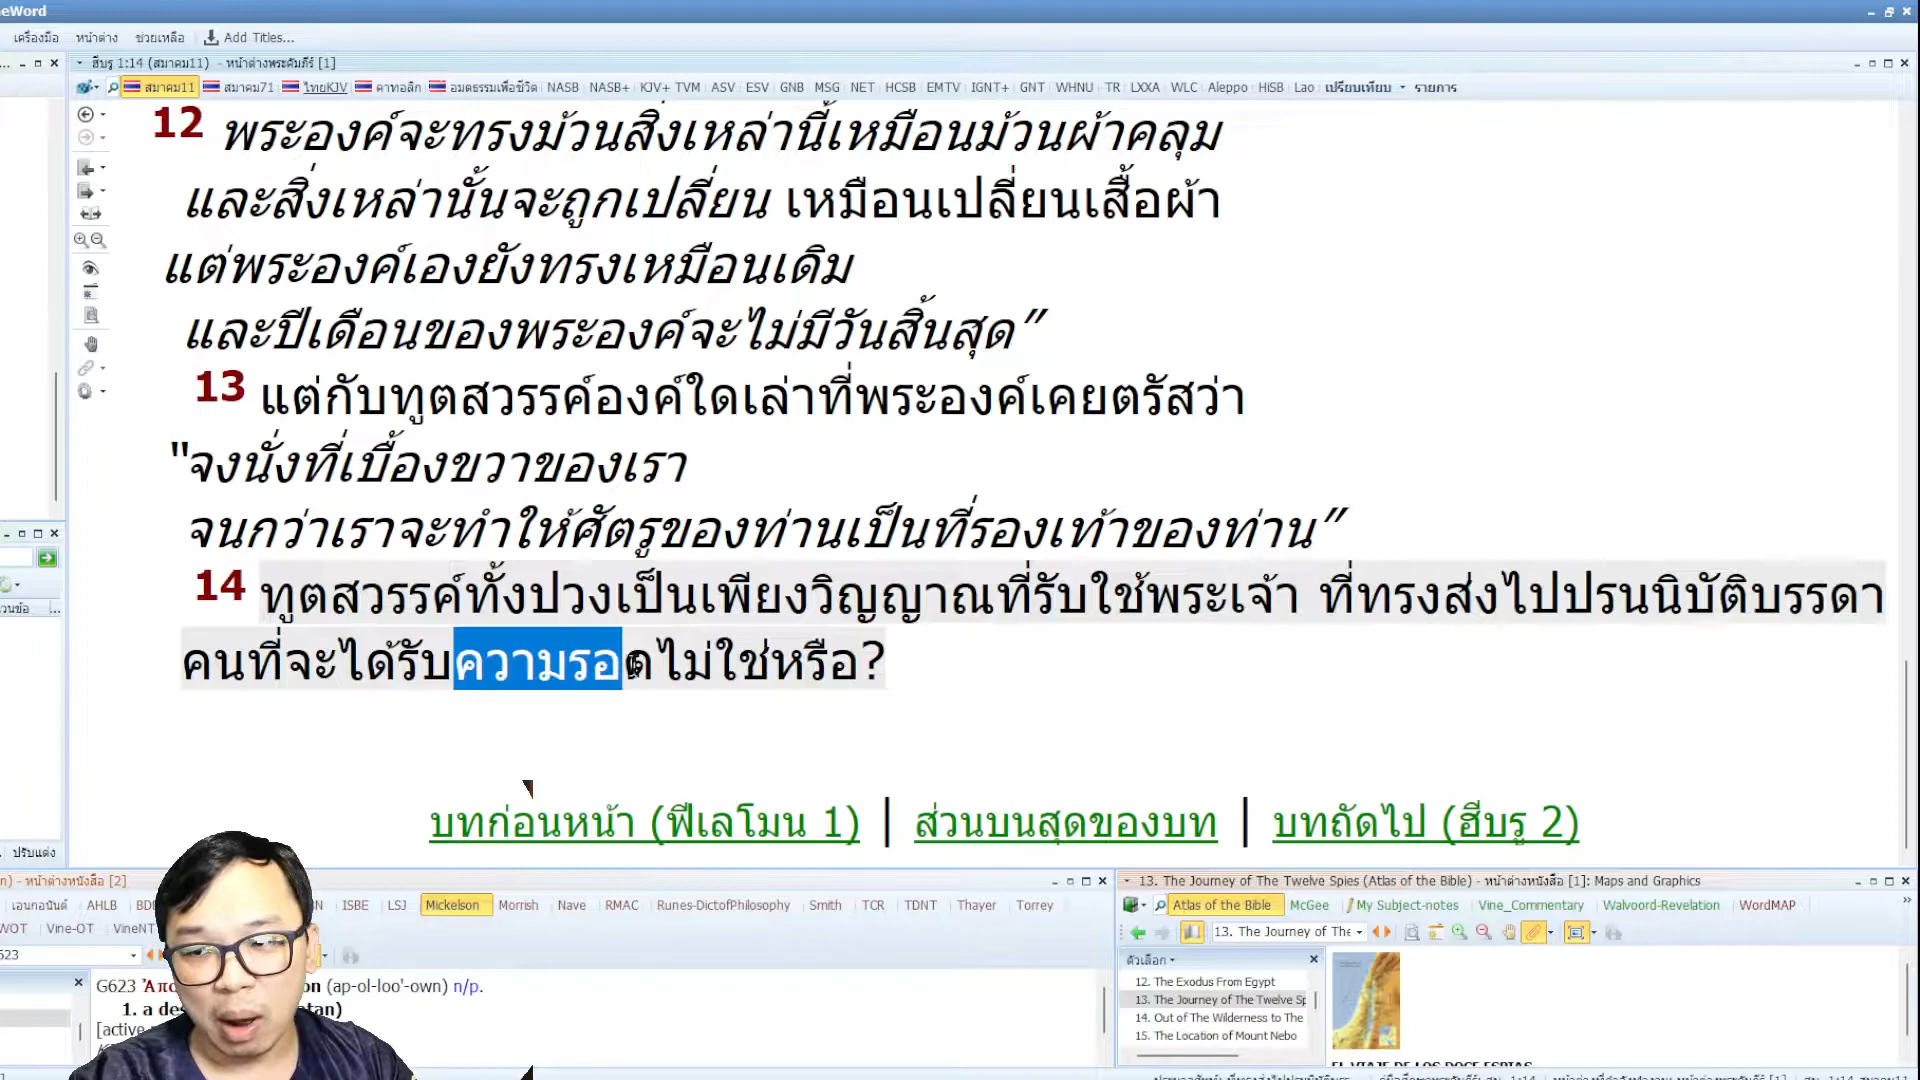 eWord
เครื่องมือ หน้าต่าง ช่วยเหลือ Add Titles...
ฮีบรู 1:14 (สมาคม11) - หน้าต่างพระคัมภีร์ [1]
สมาคม11 สมาคม71 ไทยKJV คาทอลิก อมตธรรมเพื่อชีวิต NASB NASB+ KJV+ TVM ASV ESV GNB MSG NET HCSB EMTV IGNT+ GNT WHNU TR LXXA WLC Aleppo HiSB Lao เปรียบเทียบ รายการ
12 พระองค์จะทรงม้วนสิ่งเหล่านี้เหมือนม้วนผ้าคลุม
และสิ่งเหล่านั้นจะถูกเปลี่ยน เหมือนเปลี่ยนเสื้อผ้า
แต่พระองค์เองยังทรงเหมือนเดิม
และปีเดือนของพระองค์จะไม่มีวันสิ้นสุด”
13 แต่กับทูตสวรรค์องค์ใดเล่าที่พระองค์เคยตรัสว่า
"จงนั่งที่เบื้องขวาของเรา
จนกว่าเราจะทำให้ศัตรูของท่านเป็นที่รองเท้าของท่าน”
14 ทูตสวรรค์ทั้งปวงเป็นเพียงวิญญาณที่รับใช้พระเจ้า ที่ทรงส่งไปปรนนิบัติบรรดา
คนที่จะได้รับความรอดไม่ใช่หรือ?
บทก่อนหน้า (ฟีเลโมน 1) | ส่วนบนสุดของบท | บทถัดไป (ฮีบรู 2)
ปรับแต่ง
- หน้าต่างหนังสือ [2]
เอนกอนันต์ AHLB ISBE LSJ Mickelson Morrish Nave RMAC Runes-DictofPhilosophy Smith TCR TDNT Thayer Torrey
WOT Vine-OT VineNT
623
G623 (ap-ol-loo'-own) n/p.
1. a
[active
13. The Journey of The Twelve Spies (Atlas of the Bible) - หน้าต่างหนังสือ [1]: Maps and Graphics
Atlas of the Bible McGee My Subject-notes Vine_Commentary Walvoord-Revelation WordMAP
13. The Journey of The
ตัวเลือก
12. The Exodus From Egypt
13. The Journey of The Twelve Sp
14. Out of The Wilderness to The
15. The Location of Mount Nebo